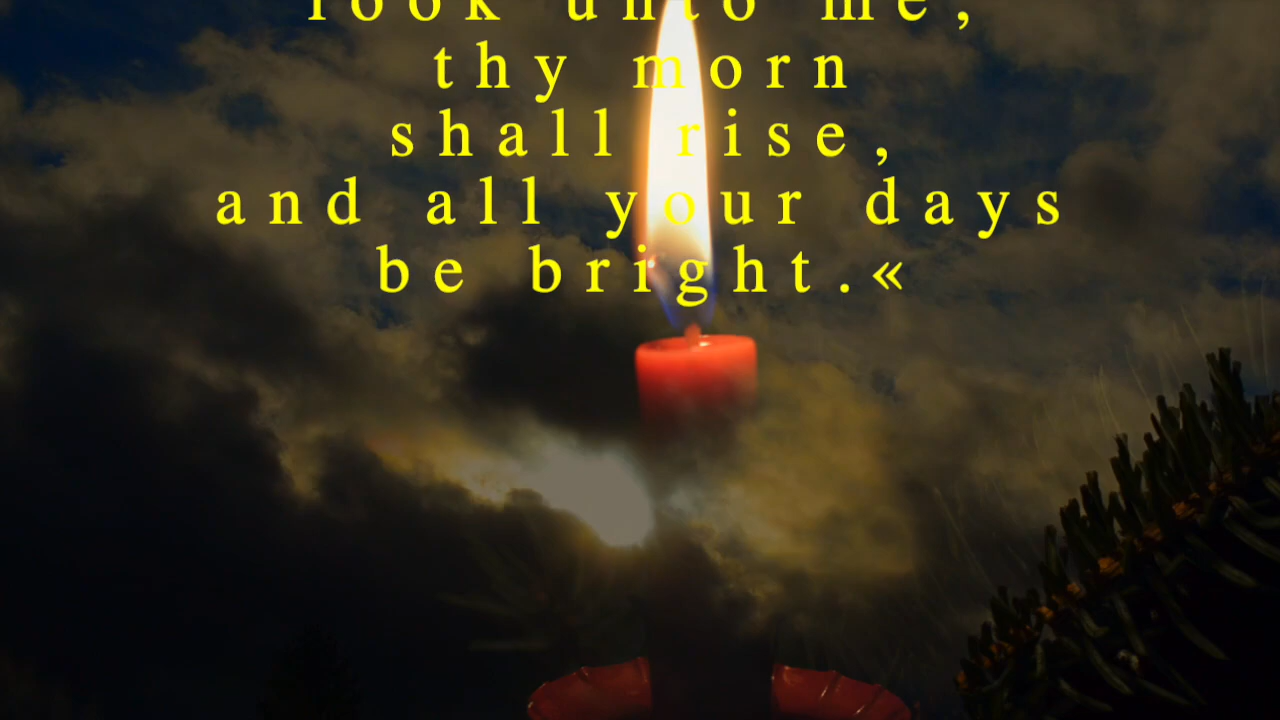 look unto me,
thy morn
shall rise,
and all your days
be bright.«